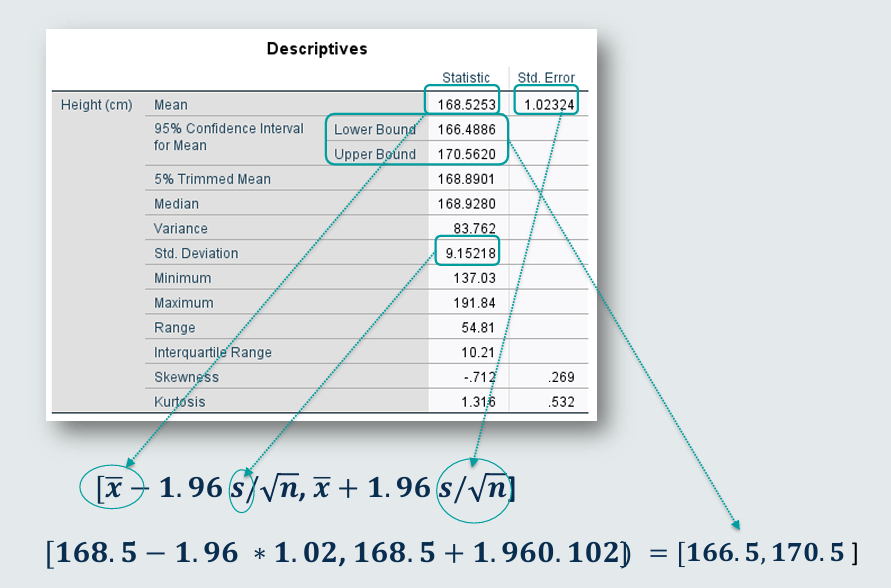 Descriptives
Statistic Std. Error
Height (cm) Mean 168.5253 1.02324
95% Confidence Interval for Mean Lower Bound 166.4886
Upper Bound 170.5620
5% Trimmed Mean 168.8901
Median 168.9280
Variance 83.762
Std. Deviation 9.15218
Minimum 137.03
Maximum 191.84
Range 54.81
Interquartile Range 10.21
Skewness -.712 .269
Kurtosis 1.316 .532
[x̅ − 1.96 s/√n, x̅ + 1.96 s/√n]
[168.5 − 1.96 ∗ 1.02, 168.5 + 1.960.102]) = [166.5, 170.5 ]